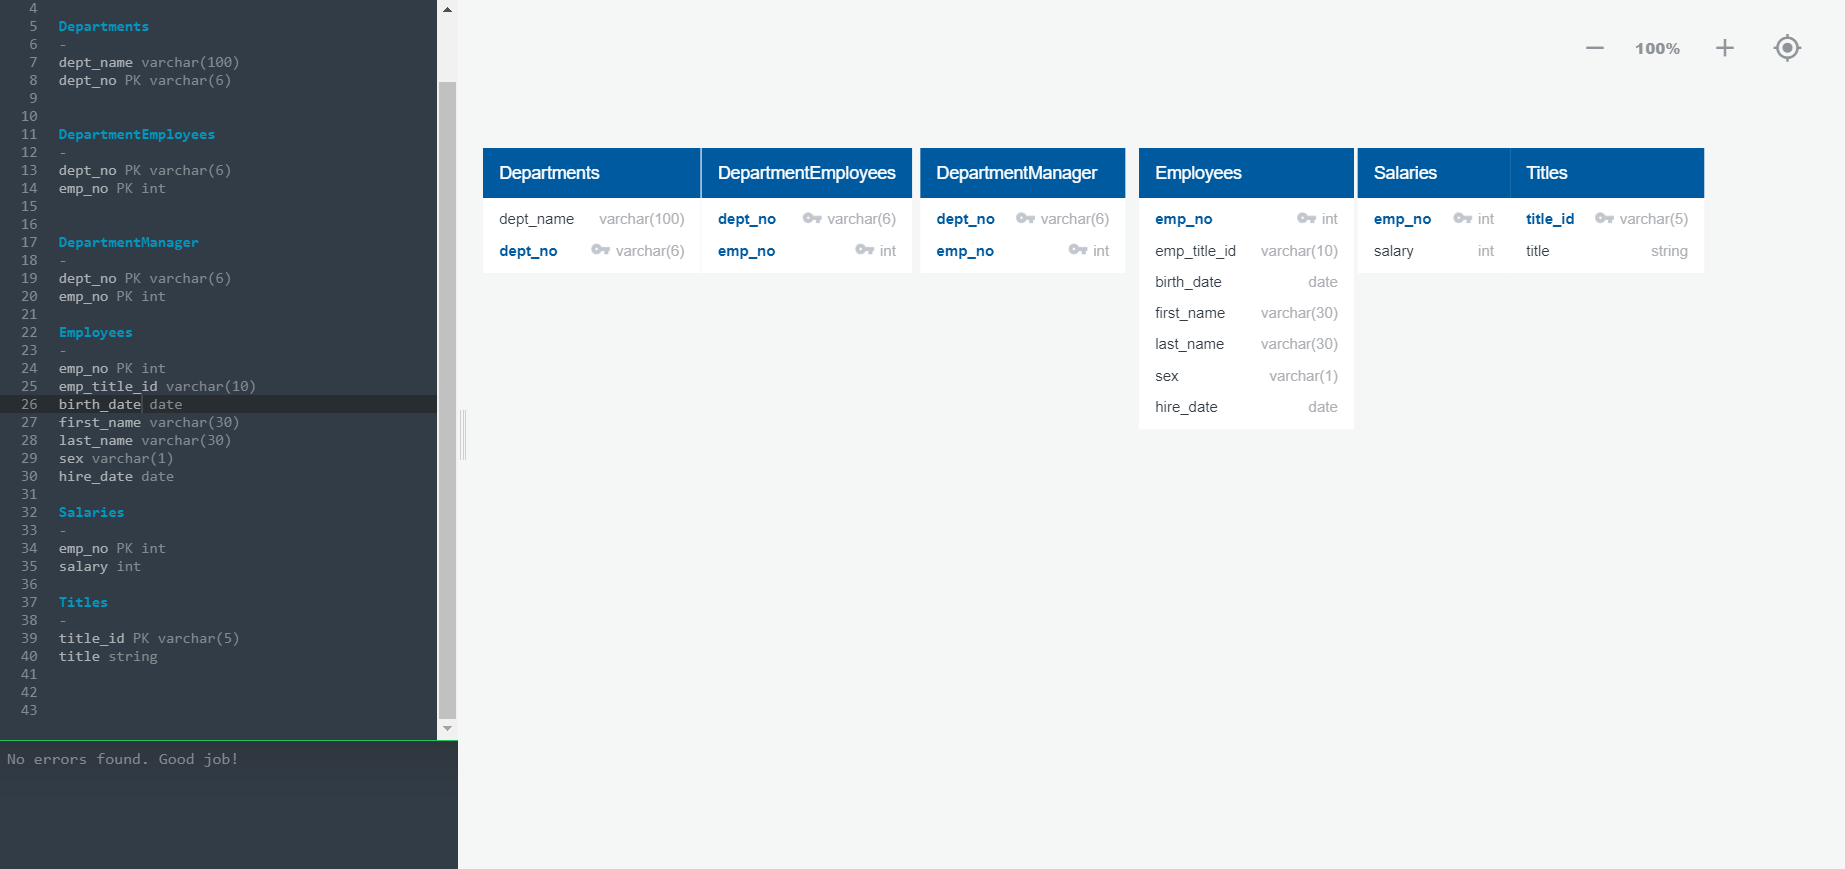 4
5 Departments
6 -
7 dept_name varchar(100)
8 dept_no PK varchar(6)
9
10
11 DepartmentEmployees
12 -
13 dept_no PK varchar(6)
14 emp_no PK int
15
16
17 DepartmentManager
18 -
19 dept_no PK varchar(6)
20 emp_no PK int
21
22 Employees
23 -
24 emp_no PK int
25 emp_title_id varchar(10)
26 birth_date date
27 first_name varchar(30)
28 last_name varchar(30)
29 sex varchar(1)
30 hire_date date
31
32 Salaries
33 -
34 emp_no PK int
35 salary int
36
37 Titles
38 -
39 title_id PK varchar(5)
40 title string
41
42
43
No errors found. Good job!
100%
Departments
dept_name varchar(100)
dept_no varchar(6)
DepartmentEmployees
dept_no varchar(6)
emp_no int
DepartmentManager
dept_no varchar(6)
emp_no int
Employees
emp_no int
emp_title_id varchar(10)
birth_date date
first_name varchar(30)
last_name varchar(30)
sex varchar(1)
hire_date date
Salaries
emp_no int
salary int
Titles
title_id varchar(5)
title string